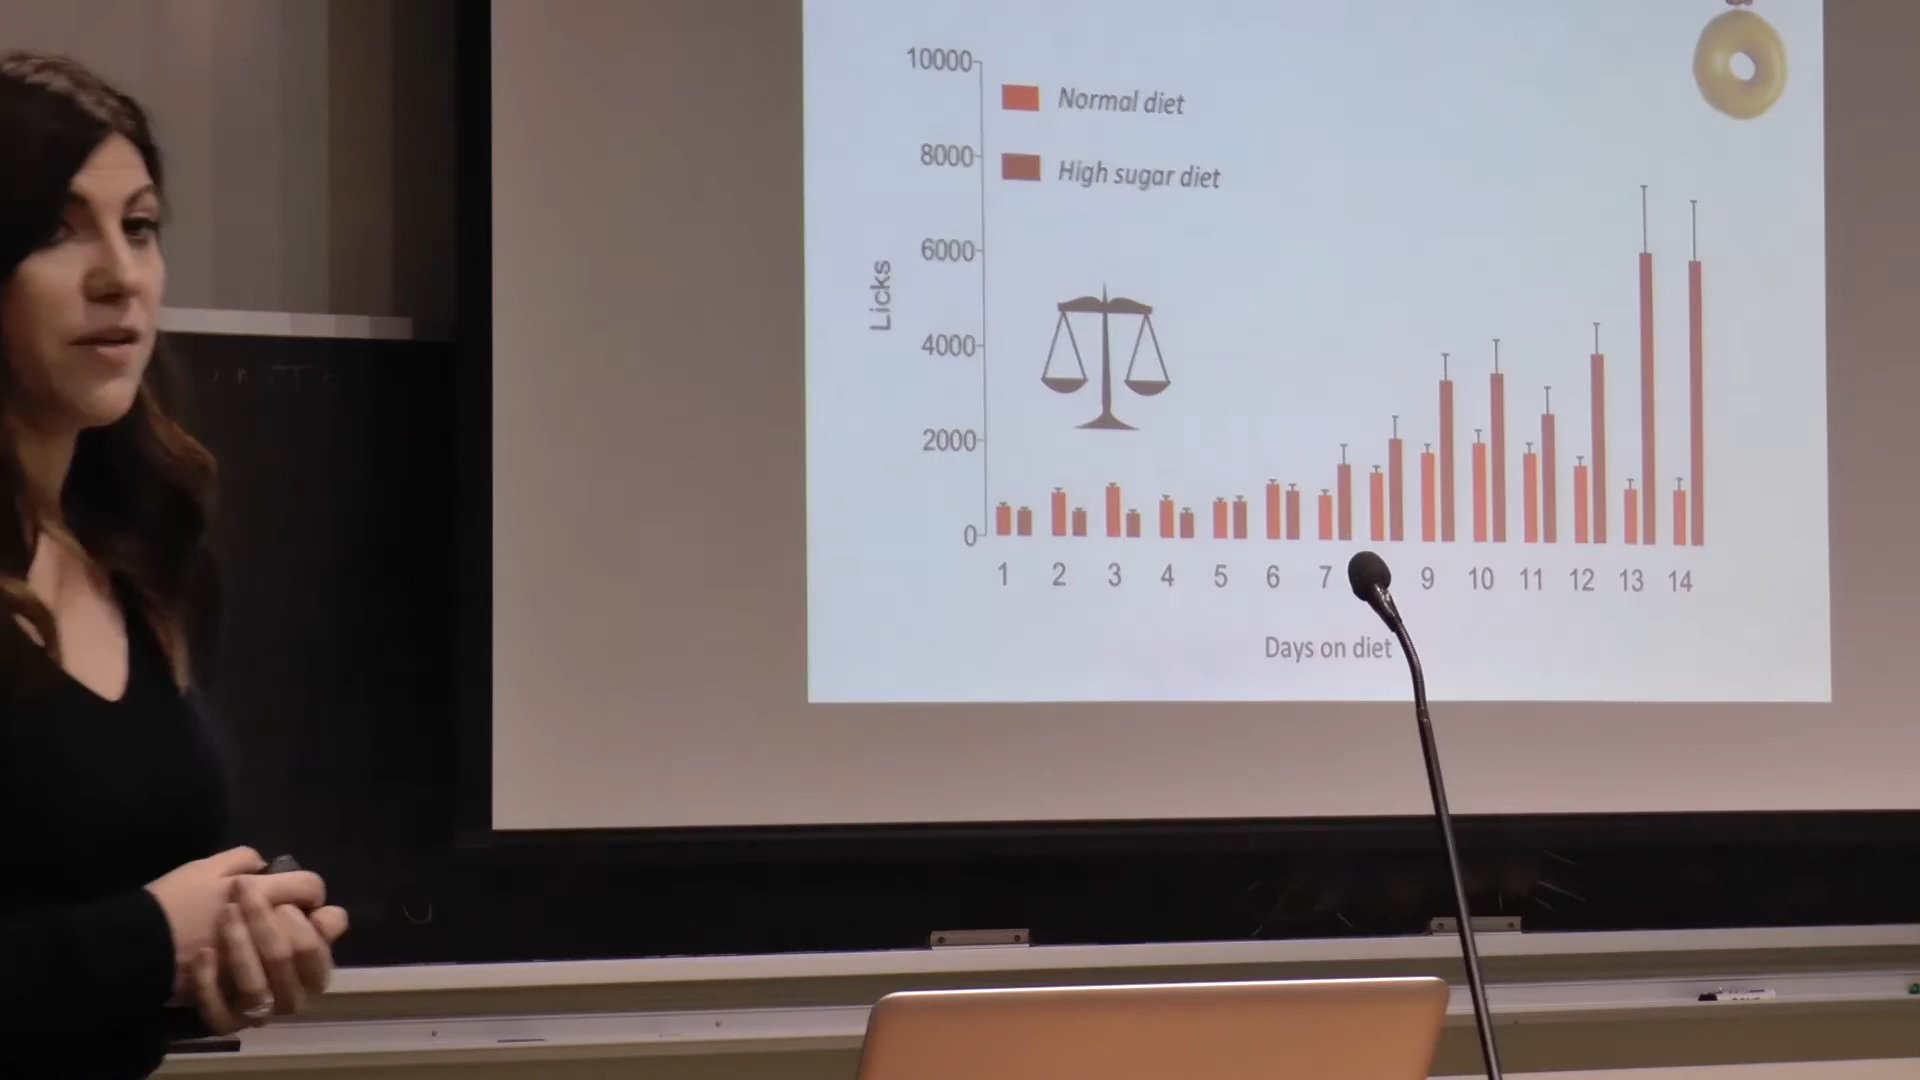 10000
8000
6000
4000
2000
0
Normal diet
High sugar diet
Licks
1 2 3 4 5 6 7 9 10 11 12 13 14
Days on diet